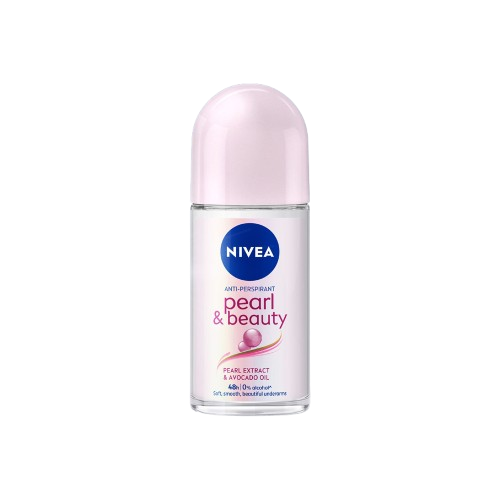 NIVEA
ANTI-PERSPIRANT
pearl
& beauty
PEARL EXTRACT
& AVOCADO OIL
48h | 0% alcohol*
Soft, smooth, beautiful underarms